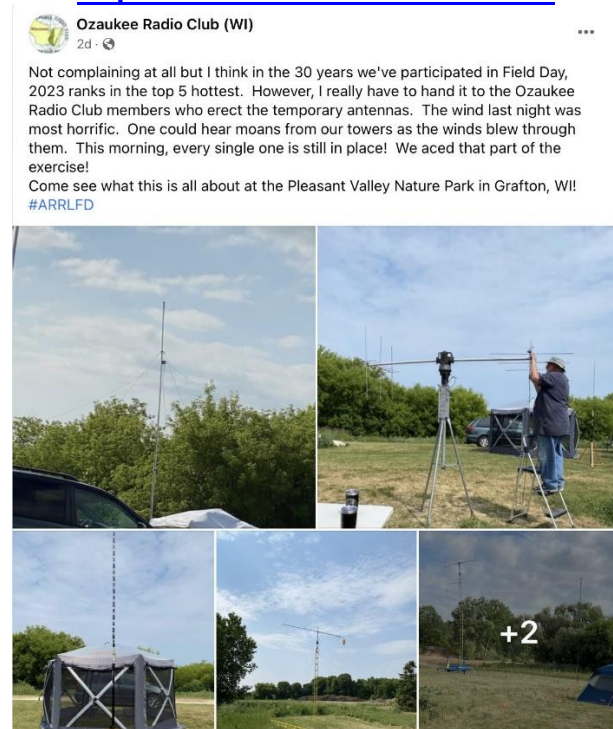 Ozaukee Radio Club (WI)
2d ·
Not complaining at all but I think in the 30 years we've participated in Field Day,
2023 ranks in the top 5 hottest.  However, I really have to hand it to the Ozaukee
Radio Club members who erect the temporary antennas.  The wind last night was
most horrific.  One could hear moans from our towers as the winds blew through
them.  This morning, every single one is still in place!  We aced that part of the
exercise!
Come see what this is all about at the Pleasant Valley Nature Park in Grafton, WI!
#ARRLFD
+2